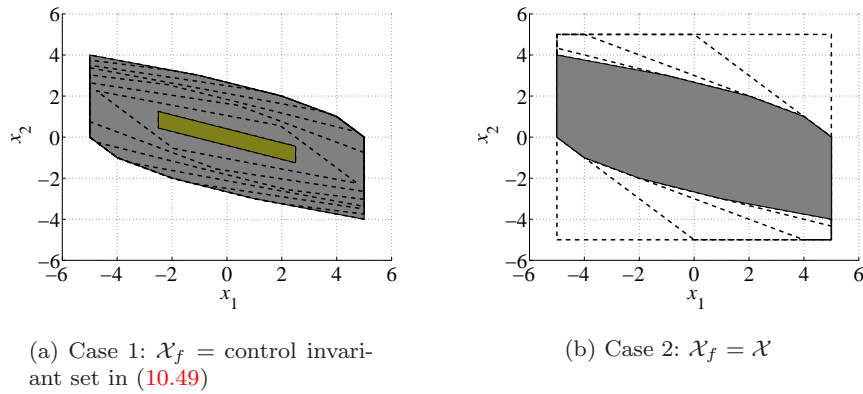 6
4
2
0
−2
−4
−6
x2
−6 −4 −2 0 2 4 6
x1
(a) Case 1: 𝒳f = control invari-
ant set in (10.49)
6
4
2
0
−2
−4
−6
x2
−6 −4 −2 0 2 4 6
x1
(b) Case 2: 𝒳f = 𝒳